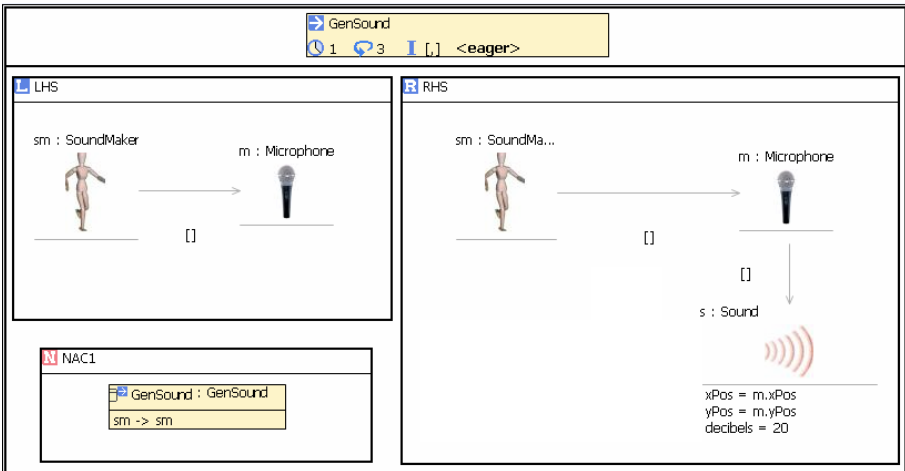 GenSound
1 3 I [,] <eager>
L LHS
sm : SoundMaker
m : Microphone
[]
R RHS
sm : SoundMa...
m : Microphone
[]
[]
s : Sound
xPos = m.xPos
yPos = m.yPos
decibels = 20
N NAC1
GenSound : GenSound
sm -> sm